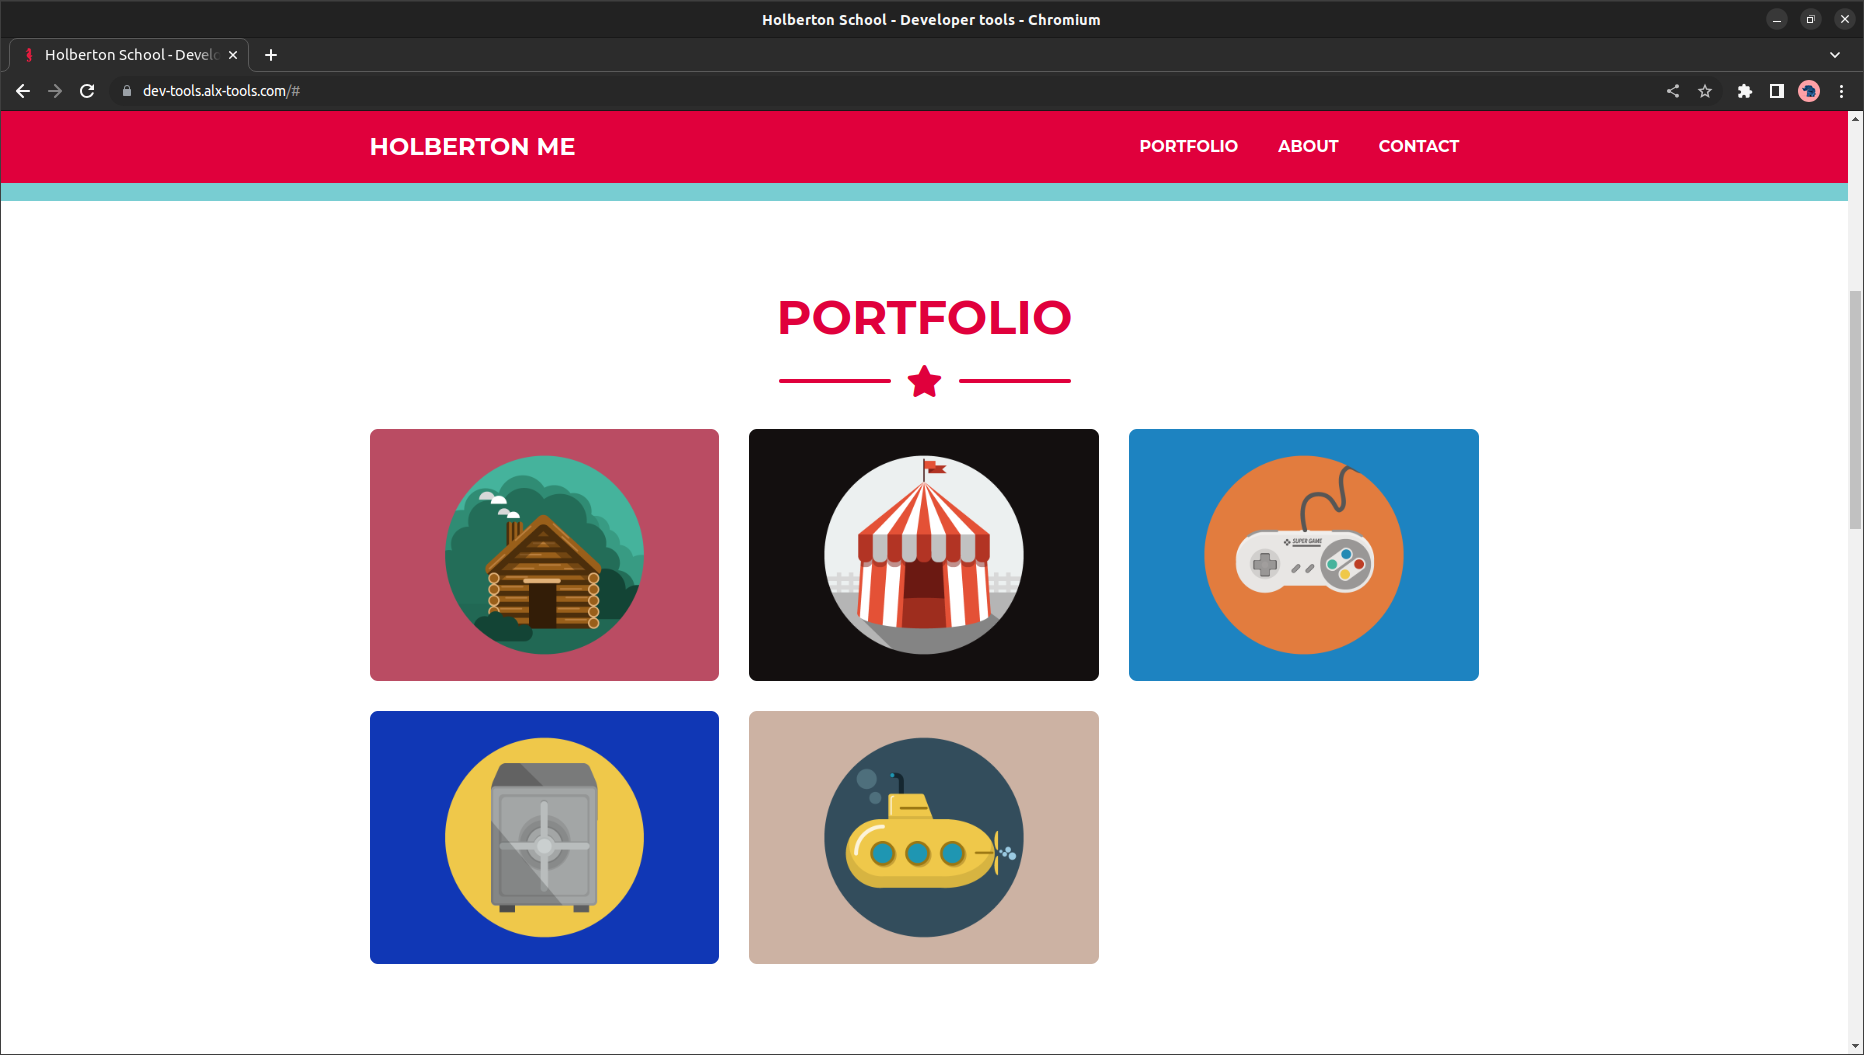 Holberton School - Developer tools - Chromium
Holberton School - Develo
dev-tools.alx-tools.com/#
HOLBERTON ME
PORTFOLIO
ABOUT
CONTACT
PORTFOLIO
SUPER GAME